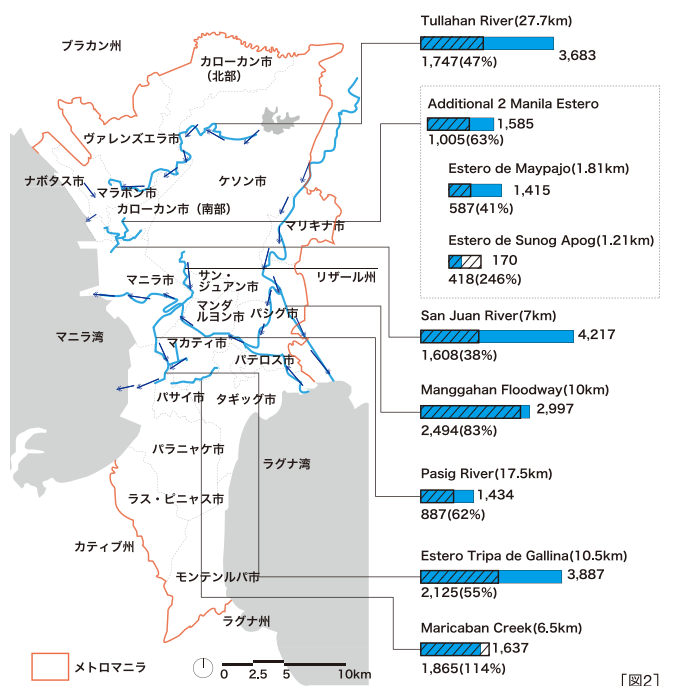 Tullahan River(27.7km)
3,683
1,747(47%)
Additional 2 Manila Estero
1,585
1,005(63%)
Estero de Maypajo(1.81km)
1,415
587(41%)
Estero de Sunog Apog(1.21km)
170
418(246%)
San Juan River(7km)
4,217
1,608(38%)
Manggahan Floodway(10km)
2,997
2,494(83%)
Pasig River(17.5km)
1,434
887(62%)
Estero Tripa de Gallina(10.5km)
3,887
2,125(55%)
Maricaban Creek(6.5km)
1,637
1,865(114%)
ブラカン州
カローカン市
（北部）
ヴァレンズエラ市
ナボタス市
マラボン市
ケソン市
カローカン市（南部）
マリキナ市
マニラ市
サン・
ジュアン市
リザール州
マンダ
ルヨン市
パシグ市
マニラ湾
マカティ市
パテロス市
パサイ市
タギッグ市
パラニャケ市
ラグナ湾
ラス・ピニャス市
カティブ州
モンテンルパ市
ラグナ州
メトロマニラ
0 2.5 5 10km
［図2］